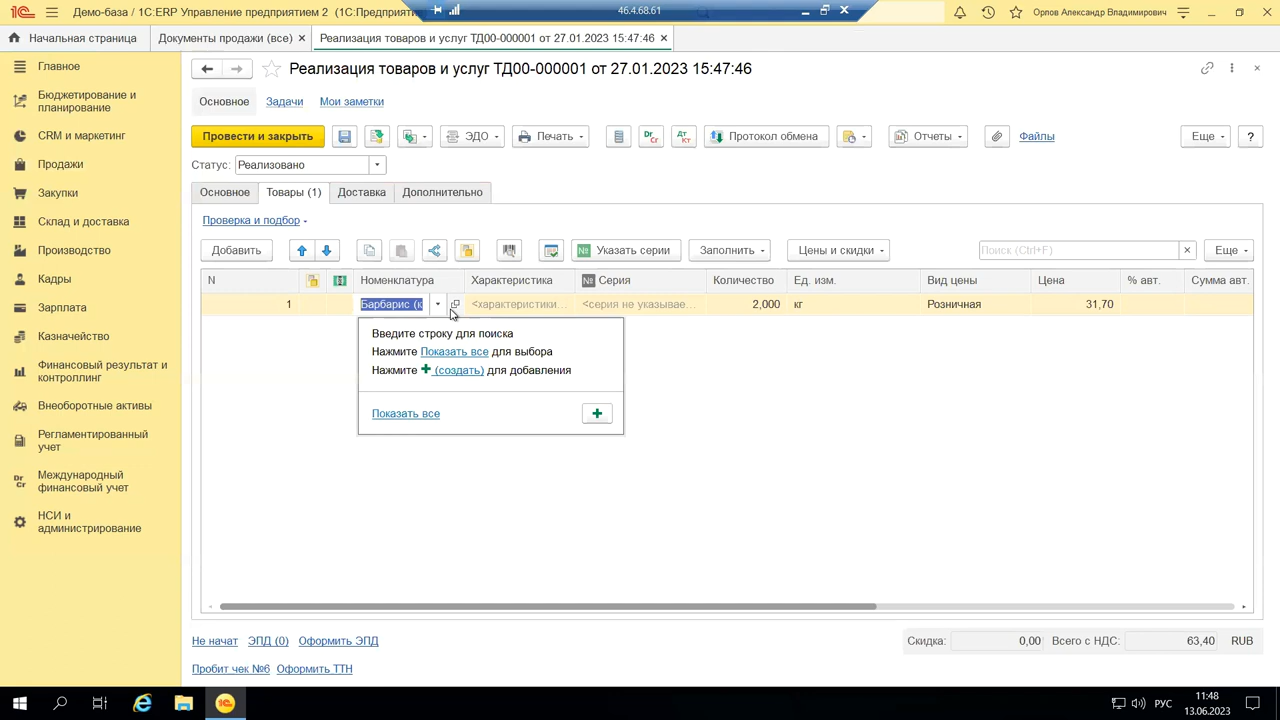 Демо-база / 1С:ERP Управление предприятием 2 (1С:Предприятие
46.4.68.61
Орлов Александр Владимирович
Начальная страница
Документы продажи (все) ×
Реализация товаров и услуг ТД00-000001 от 27.01.2023 15:47:46 ×
Главное
Бюджетирование и
планирование
CRM и маркетинг
Продажи
Закупки
Склад и доставка
Производство
Кадры
Зарплата
Казначейство
Финансовый результат и
контроллинг
Внеоборотные активы
Регламентированный
учет
Международный
финансовый учет
НСИ и
администрирование
Реализация товаров и услуг ТД00-000001 от 27.01.2023 15:47:46
Основное Задачи Мои заметки
Провести и закрыть ЭДО Печать Протокол обмена Отчеты Файлы Еще ?
Статус: Реализовано
Основное Товары (1) Доставка Дополнительно
Проверка и подбор
Добавить Указать серии Заполнить Цены и скидки Поиск (Ctrl+F) × Еще
N Номенклатура Характеристика Серия Количество Ед. изм. Вид цены Цена % авт. Сумма авт.
1 Барбарис (к <характеристики... <серия не указывае... 2,000 кг Розничная 31,70
Введите строку для поиска
Нажмите Показать все для выбора
Нажмите + (создать) для добавления
Показать все +
Не начат ЭПД (0) Оформить ЭПД
Скидка: 0,00 Всего с НДС: 63,40 RUB
Пробит чек №6 Оформить ТТН
РУС
11:48
13.06.2023